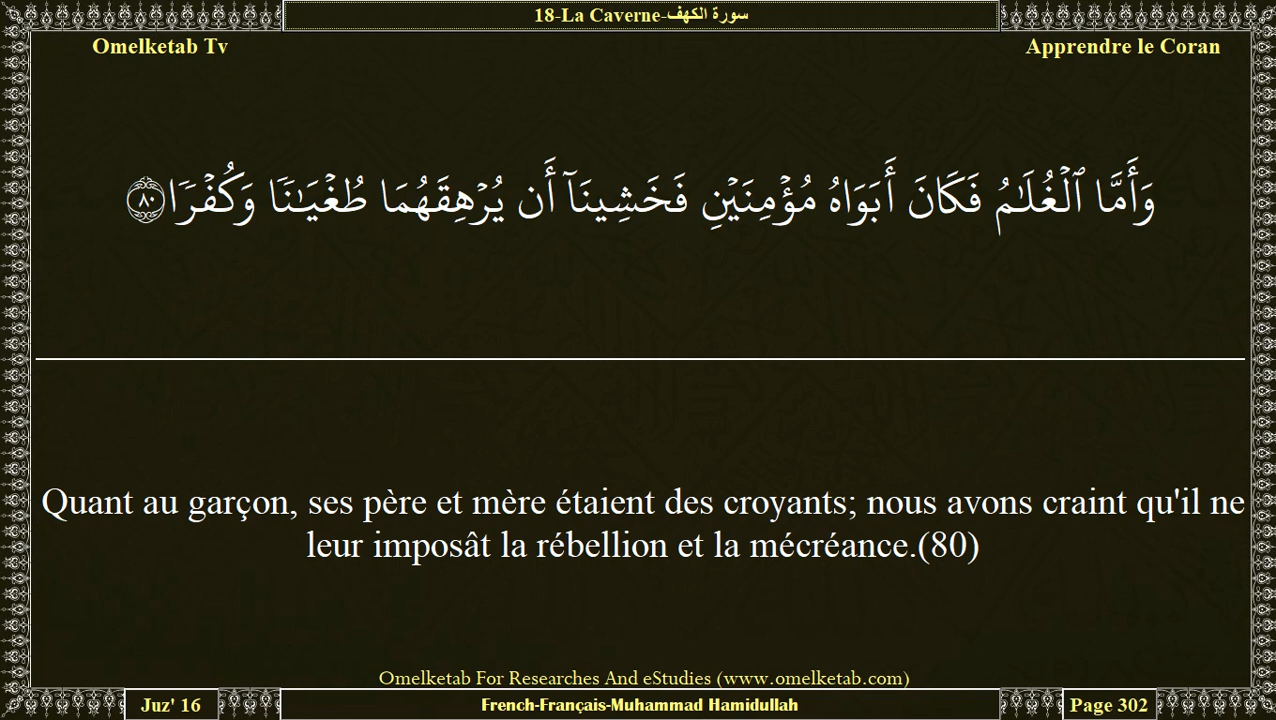 18-La Caverne-سورة الكهف
Omelketab Tv
Apprendre le Coran
وَأَمَّا ٱلْغُلَـٰمُ فَكَانَ أَبَوَاهُ مُؤْمِنَيْنِ فَخَشِينَآ أَن يُرْهِقَهُمَا طُغْيَـٰنًا وَكُفْرًا ٨٠
Quant au garçon, ses père et mère étaient des croyants; nous avons craint qu'il ne
leur imposât la rébellion et la mécréance.(80)
Omelketab For Researches And eStudies (www.omelketab.com)
Juz' 16
French-Français-Muhammad Hamidullah
Page 302